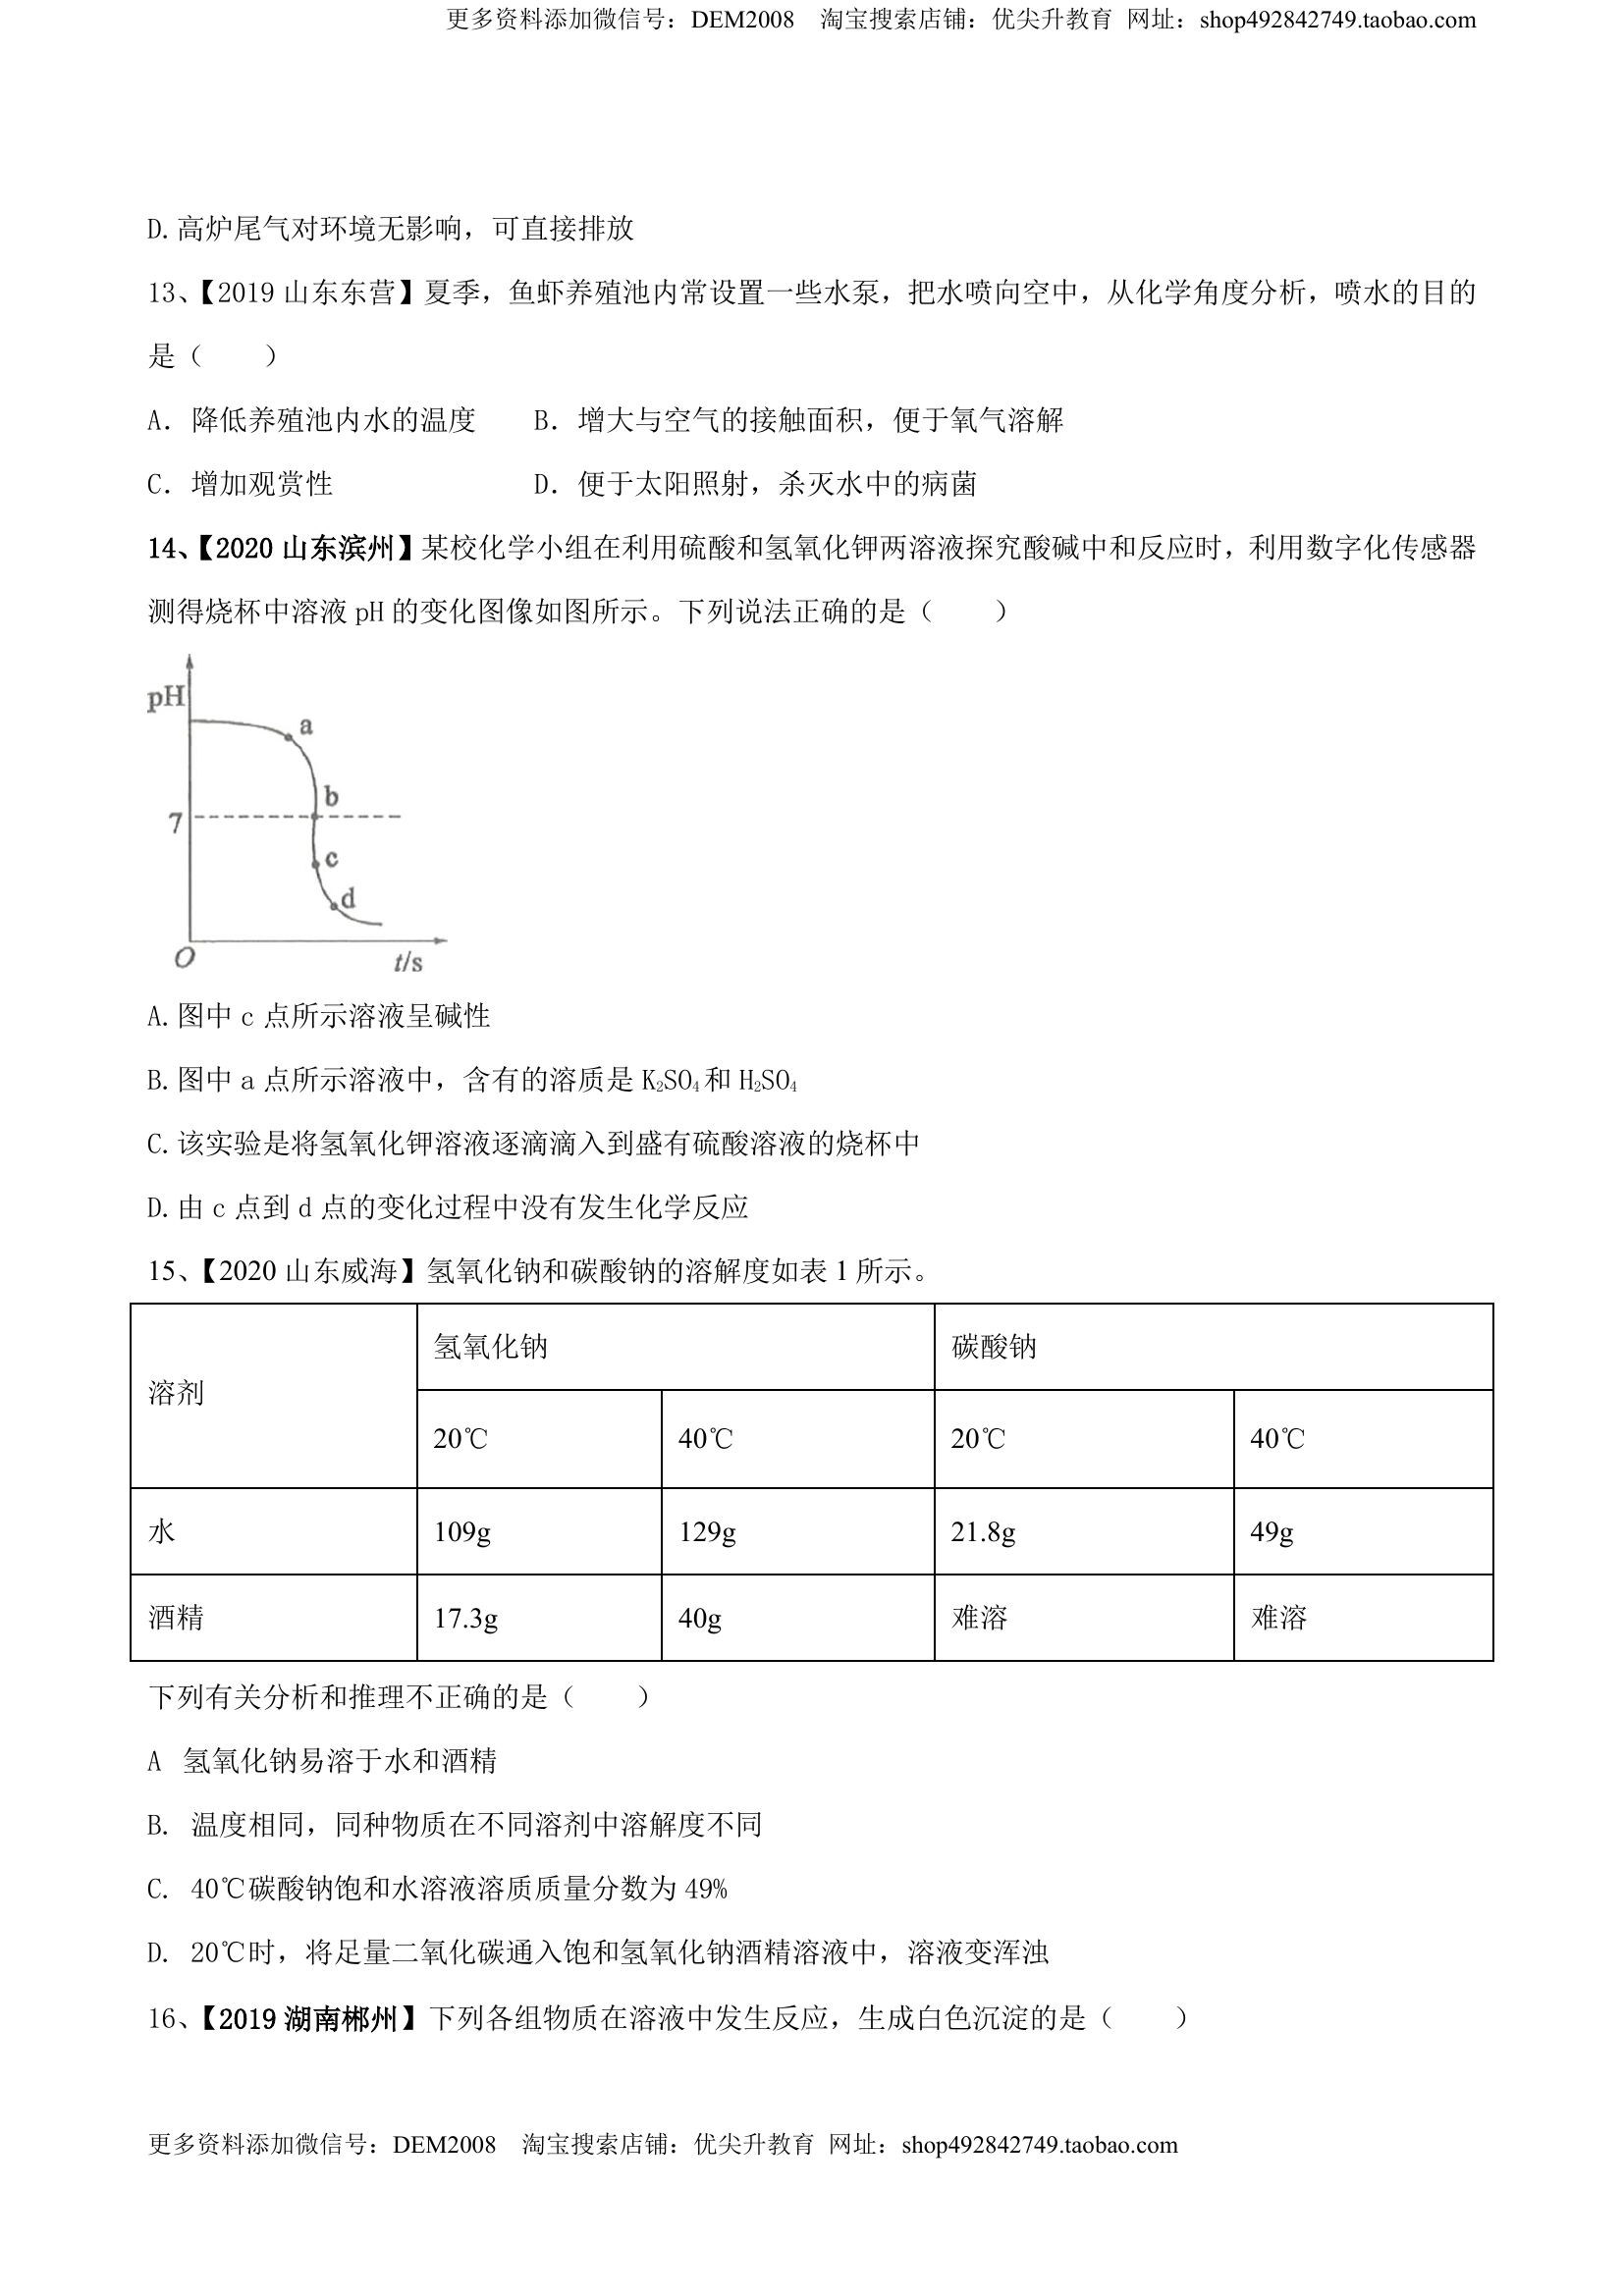 更多资料添加微信号：DEM2008 淘宝搜索店铺：优尖升教育 网址：shop492842749.taobao.com
D.高炉尾气对环境无影响，可直接排放
13、【2019 山东东营】夏季，鱼虾养殖池内常设置一些水泵，把水喷向空中，从化学角度分析，喷水的目的
是（ ）
A．降低养殖池内水的温度 B．增大与空气的接触面积，便于氧气溶解
C．增加观赏性 D．便于太阳照射，杀灭水中的病菌
14、【2020 山东滨州】某校化学小组在利用硫酸和氢氧化钾两溶液探究酸碱中和反应时，利用数字化传感器
测得烧杯中溶液 pH 的变化图像如图所示。下列说法正确的是（ ）
pH
a
b
7
c
d
O
t/s
A.图中 c 点所示溶液呈碱性
B.图中 a 点所示溶液中，含有的溶质是 K₂SO₄和 H₂SO₄
C.该实验是将氢氧化钾溶液逐滴滴入到盛有硫酸溶液的烧杯中
D.由 c 点到 d 点的变化过程中没有发生化学反应
15、【2020 山东威海】氢氧化钠和碳酸钠的溶解度如表 1 所示。
溶剂 氢氧化钠 碳酸钠
20℃ 40℃ 20℃ 40℃
水 109g 129g 21.8g 49g
酒精 17.3g 40g 难溶 难溶
下列有关分析和推理不正确的是（ ）
A 氢氧化钠易溶于水和酒精
B. 温度相同，同种物质在不同溶剂中溶解度不同
C. 40℃碳酸钠饱和水溶液溶质质量分数为 49%
D. 20℃时，将足量二氧化碳通入饱和氢氧化钠酒精溶液中，溶液变浑浊
16、【2019 湖南郴州】下列各组物质在溶液中发生反应，生成白色沉淀的是（ ）
更多资料添加微信号：DEM2008 淘宝搜索店铺：优尖升教育 网址：shop492842749.taobao.com